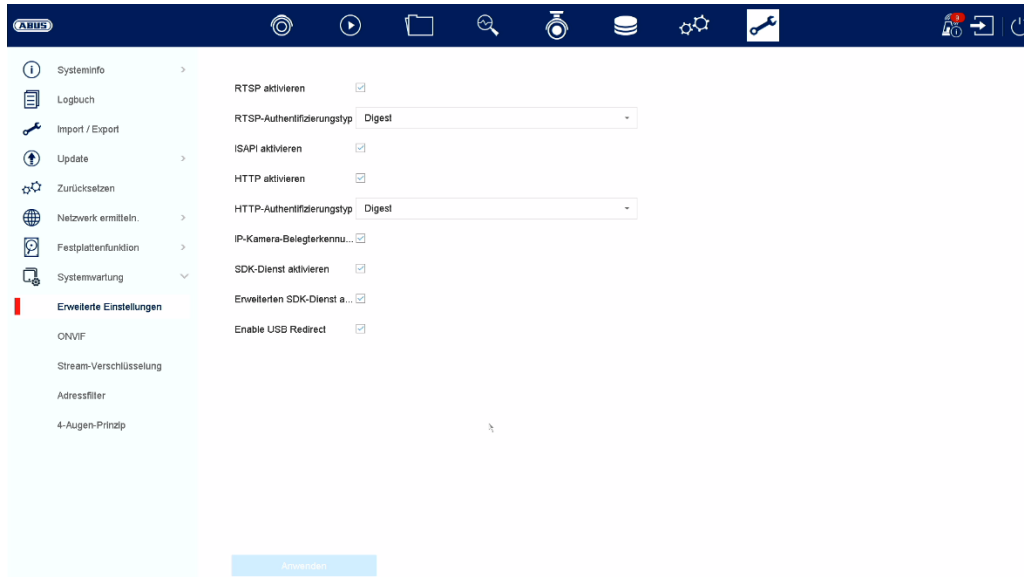 ABUS
9
Systeminfo
Logbuch
Import / Export
Update
Zurücksetzen
Netzwerk ermitteln.
Festplattenfunktion
Systemwartung
Erweiterte Einstellungen
ONVIF
Stream-Verschlüsselung
Adressfilter
4-Augen-Prinzip
RTSP aktivieren
RTSP-Authentifizierungstyp Digest
ISAPI aktivieren
HTTP aktivieren
HTTP-Authentifizierungstyp Digest
IP-Kamera-Belegterkennu...
SDK-Dienst aktivieren
Erweiterten SDK-Dienst a...
Enable USB Redirect
Anwenden